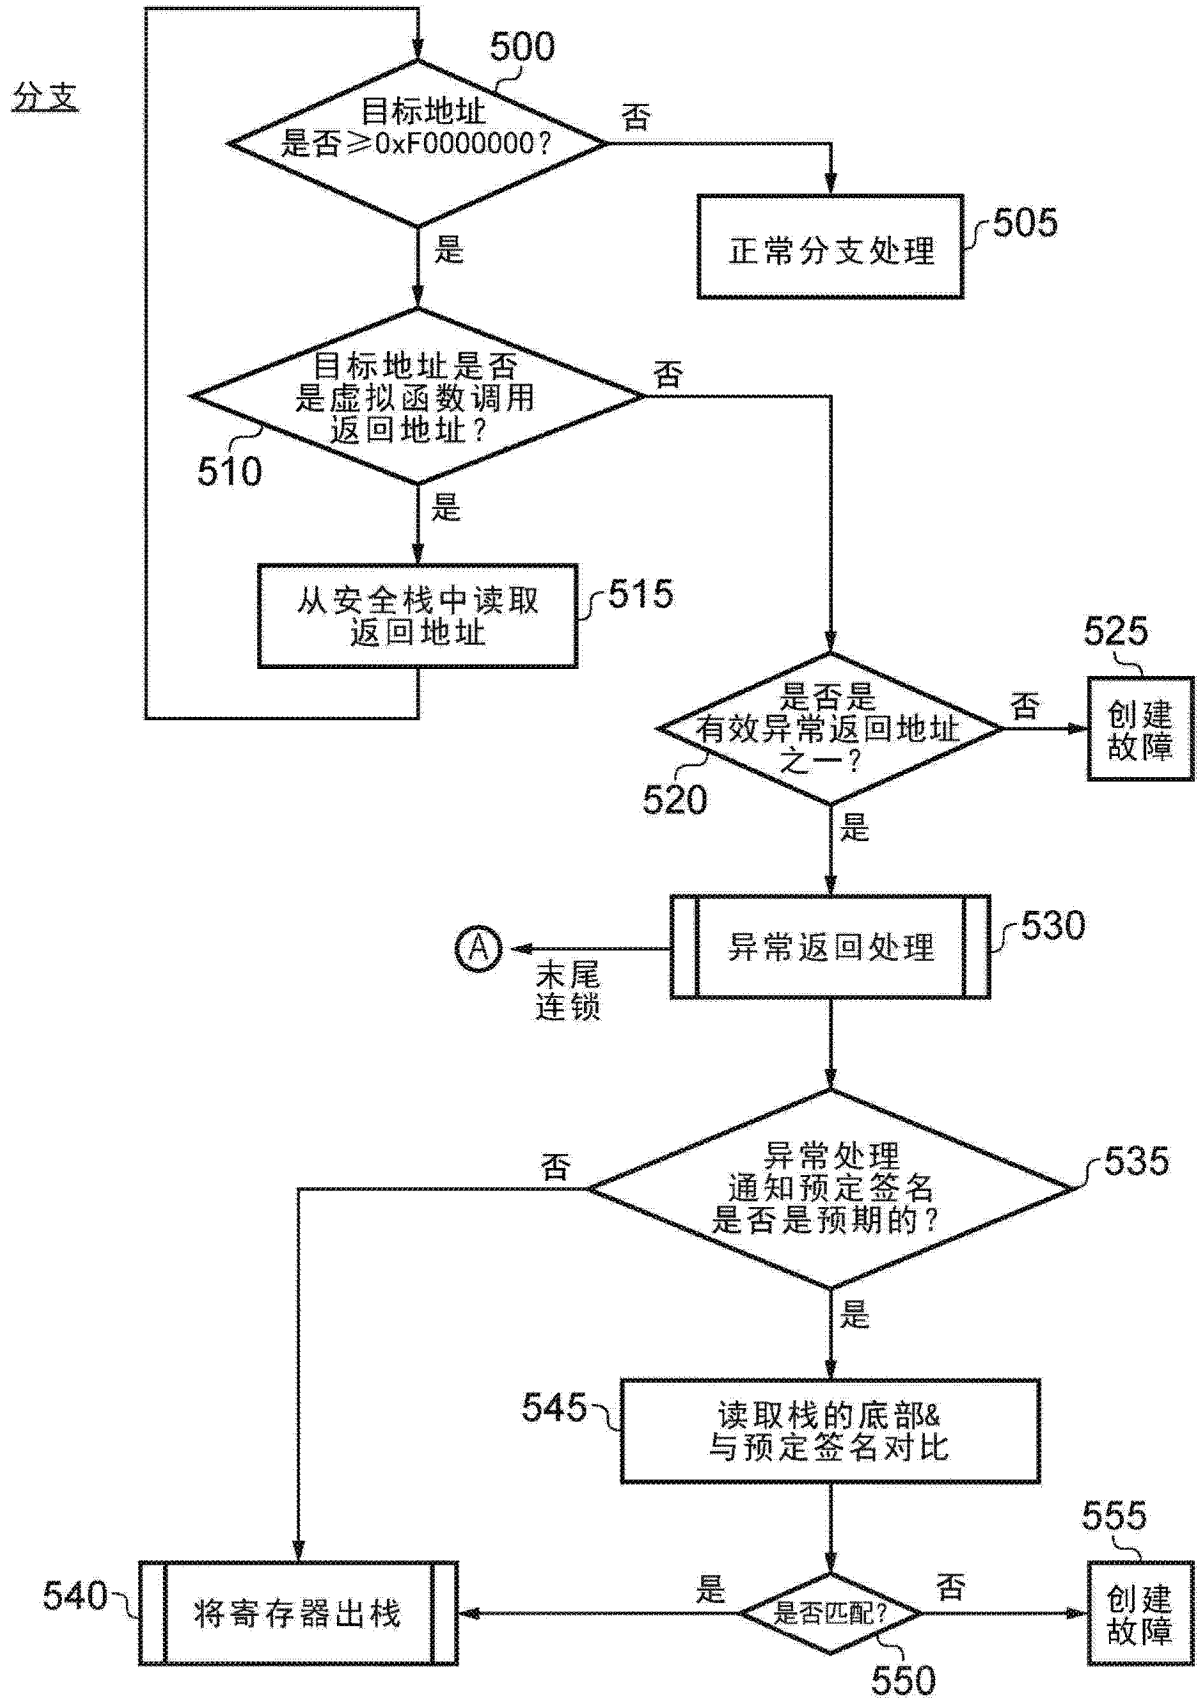 分支
500
目标地址
是否≥0xF0000000?
否
505
正常分支处理
是
目标地址是否
是虚拟函数调用
返回地址?
否
510
是
从安全栈中读取
返回地址
515
525
是否是
有效异常返回地址
之一?
否
创建
故障
520
是
A
末尾
连锁
异常返回处理
530
否
异常处理
通知预定签名
是否是预期的?
535
是
545
读取栈的底部&
与预定签名对比
555
540
将寄存器出栈
是
是否匹配?
否
创建
故障
550